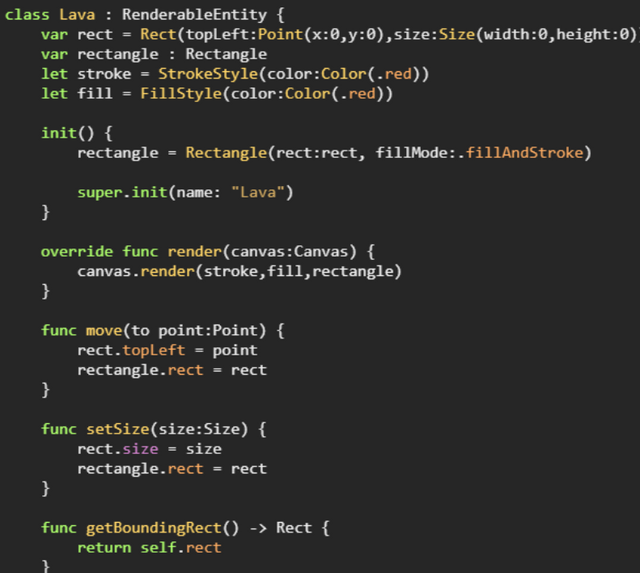 class Lava : RenderableEntity {
    var rect = Rect(topLeft:Point(x:0,y:0),size:Size(width:0,height:0)
    var rectangle : Rectangle
    let stroke = StrokeStyle(color:Color(.red))
    let fill = FillStyle(color:Color(.red))

    init() {
        rectangle = Rectangle(rect:rect, fillMode:.fillAndStroke)

        super.init(name: "Lava")
    }

    override func render(canvas:Canvas) {
        canvas.render(stroke,fill,rectangle)
    }

    func move(to point:Point) {
        rect.topLeft = point
        rectangle.rect = rect
    }

    func setSize(size:Size) {
        rect.size = size
        rectangle.rect = rect
    }

    func getBoundingRect() -> Rect {
        return self.rect
    }